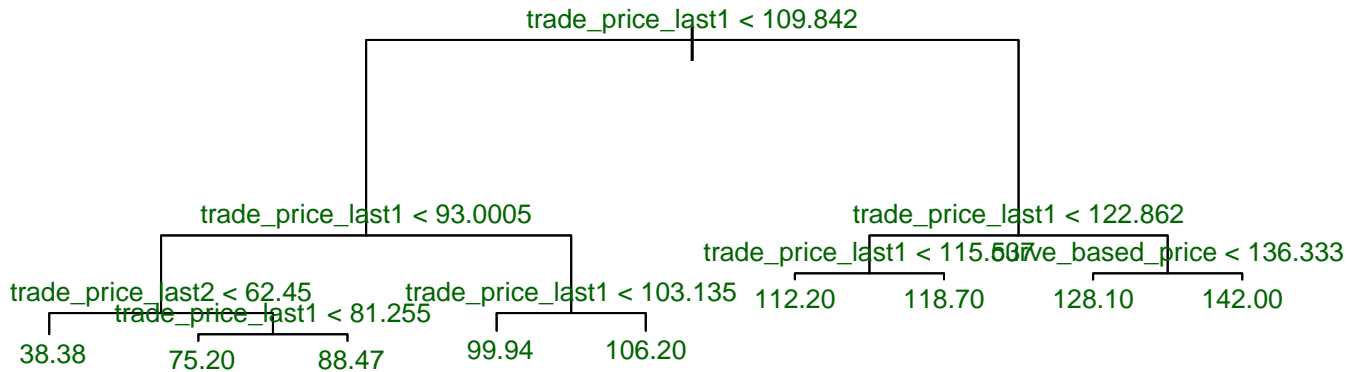 trade_price_last1 < 109.842
trade_price_last1 < 93.0005
trade_price_last1 < 122.862
trade_price_last1 < 115.507
curve_based_price < 136.333
trade_price_last2 < 62.45
trade_price_last1 < 103.135
112.20
118.70
128.10
142.00
trade_price_last1 < 81.255
38.38
75.20
88.47
99.94
106.20